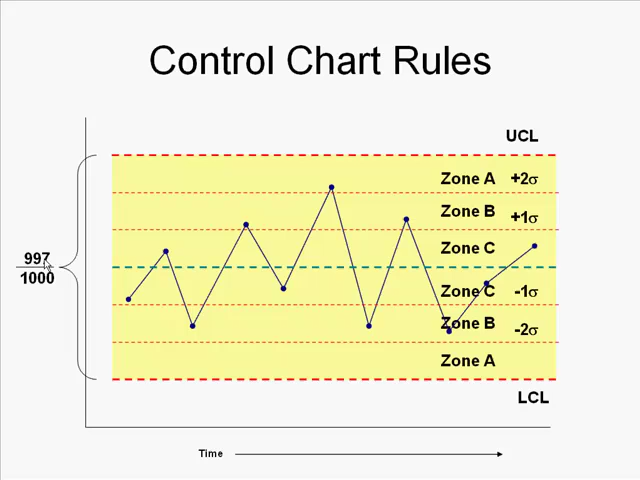 Control Chart Rules
UCL
Zone A +2σ
Zone B +1σ
Zone C
997
1000
Zone C -1σ
Zone B -2σ
Zone A
LCL
Time